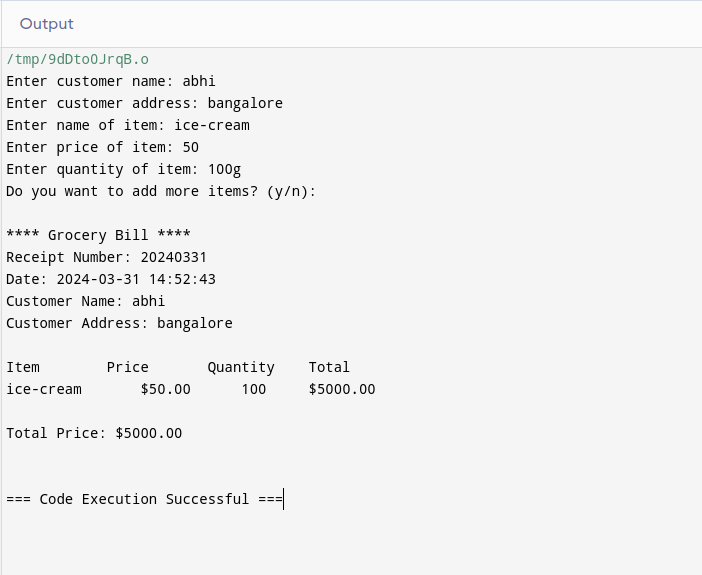 Output
/tmp/9dDtoOJrqB.o
Enter customer name: abhi
Enter customer address: bangalore
Enter name of item: ice-cream
Enter price of item: 50
Enter quantity of item: 100g
Do you want to add more items? (y/n):
**** Grocery Bill ****
Receipt Number: 20240331
Date: 2024-03-31 14:52:43
Customer Name: abhi
Customer Address: bangalore
Item Price Quantity Total
ice-cream $50.00 100 $5000.00
Total Price: $5000.00
=== Code Execution Successful ===